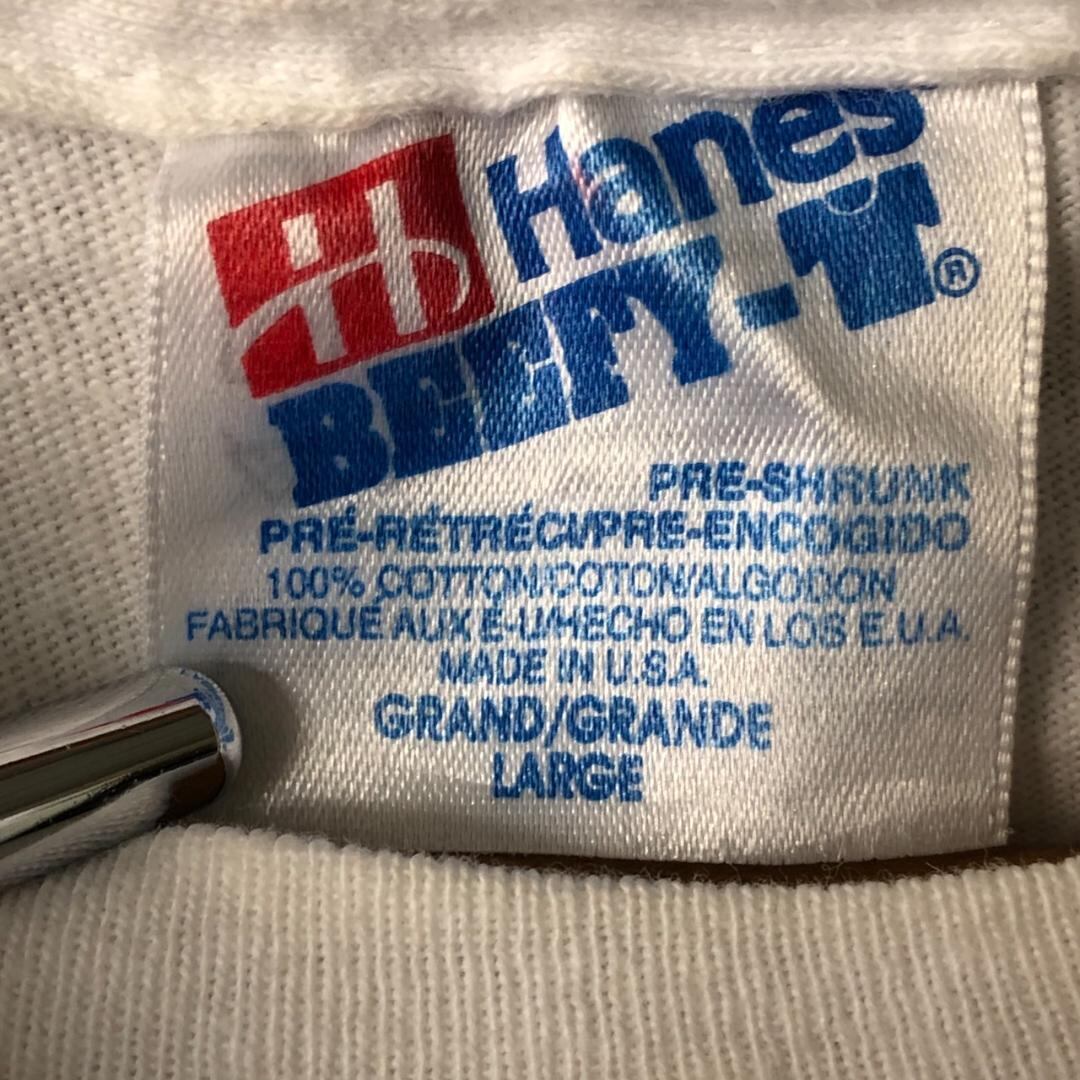 Hanes
BEEFY-T®
PRE-SHRUNK
PRÉ-RÉTRÉCI/PRE-ENCOGIDO
100% COTTON/COTON/ALGODON
FABRIQUÉ AUX É-U/HECHO EN LOS E.U.A.
MADE IN U.S.A.
GRAND/GRANDE
LARGE